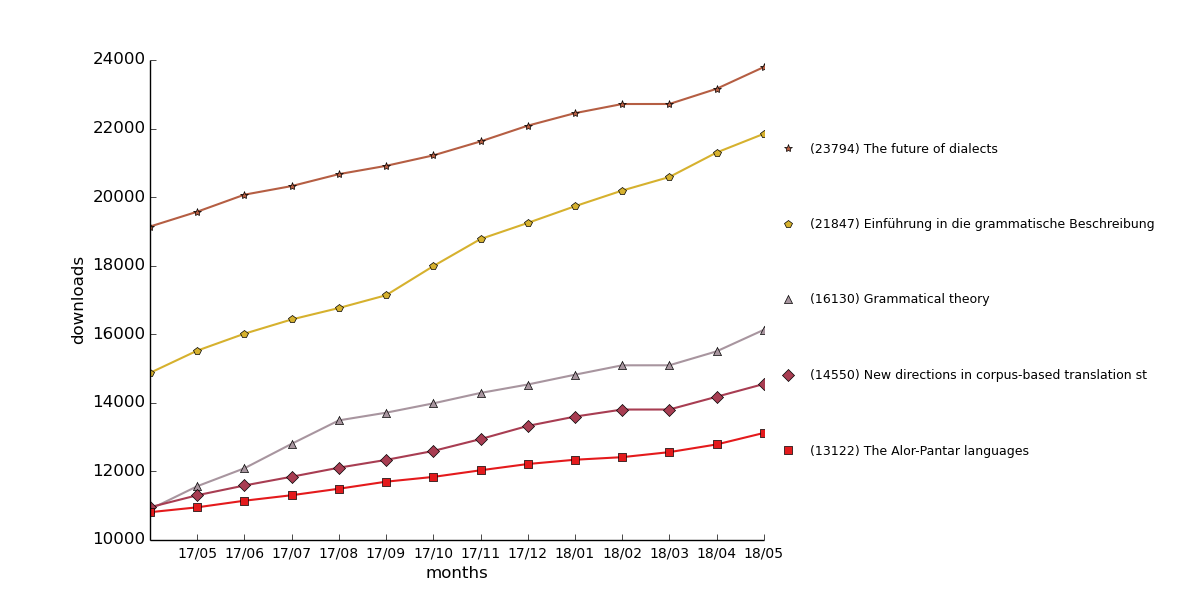 24000
22000
20000
18000
16000
14000
12000
10000
downloads
17/05 17/06 17/07 17/08 17/09 17/10 17/11 17/12 18/01 18/02 18/03 18/04 18/05
months
(23794) The future of dialects
(21847) Einführung in die grammatische Beschreibung
(16130) Grammatical theory
(14550) New directions in corpus-based translation st
(13122) The Alor-Pantar languages